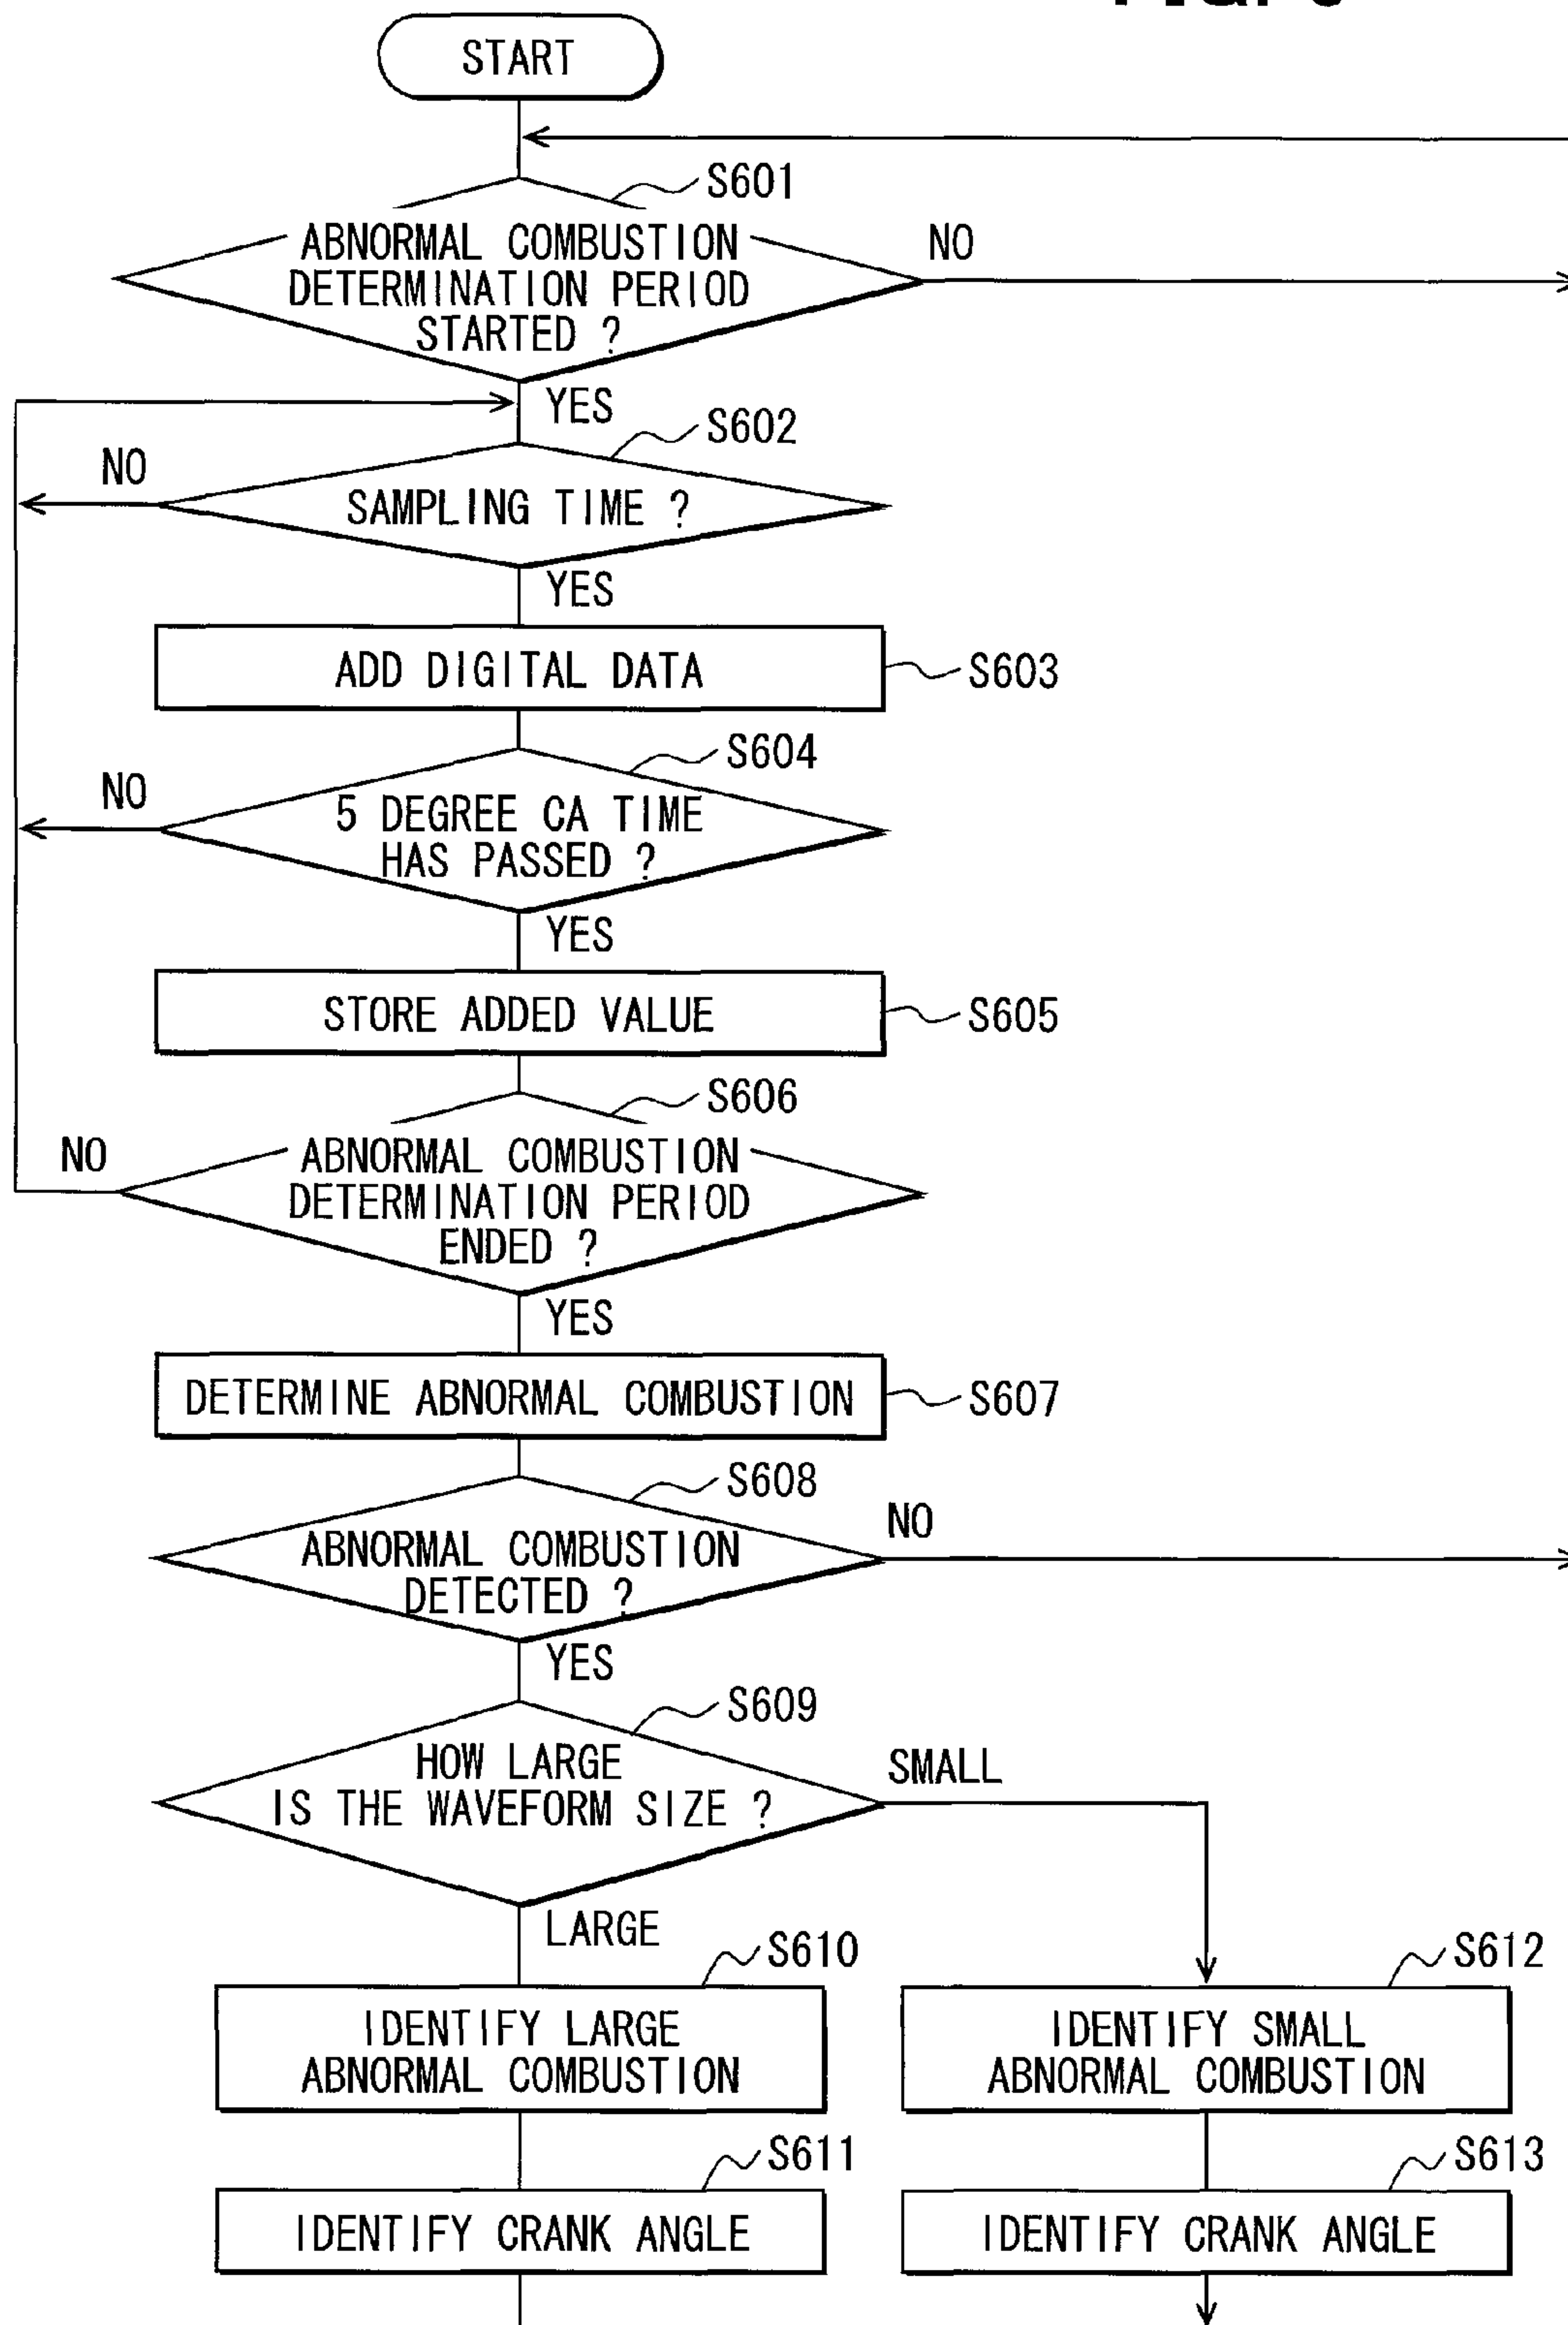 START
S601
ABNORMAL COMBUSTION
DETERMINATION PERIOD
STARTED ?
NO
YES
S602
NO
SAMPLING TIME ?
YES
ADD DIGITAL DATA
S603
S604
NO
5 DEGREE CA TIME
HAS PASSED ?
YES
STORE ADDED VALUE
S605
S606
NO
ABNORMAL COMBUSTION
DETERMINATION PERIOD
ENDED ?
YES
DETERMINE ABNORMAL COMBUSTION
S607
S608
NO
ABNORMAL COMBUSTION
DETECTED ?
YES
S609
HOW LARGE
IS THE WAVEFORM SIZE ?
SMALL
LARGE
S610
IDENTIFY LARGE
ABNORMAL COMBUSTION
S612
IDENTIFY SMALL
ABNORMAL COMBUSTION
S611
IDENTIFY CRANK ANGLE
S613
IDENTIFY CRANK ANGLE